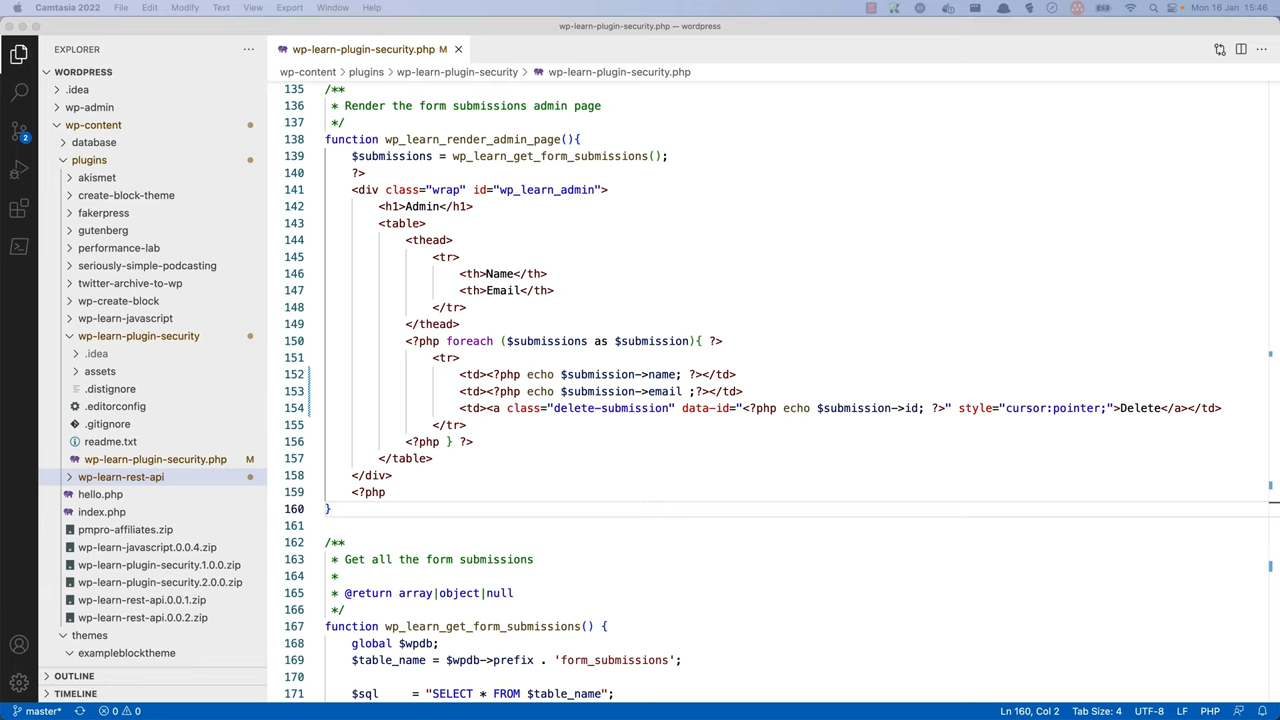 Camtasia 2022 File Edit Modify Text View Export Window Help Mon 16 Jan 15:46
wp-learn-plugin-security.php — wordpress
EXPLORER ...
wp-learn-plugin-security.php M
WORDPRESS
wp-content > plugins > wp-learn-plugin-security > wp-learn-plugin-security.php
.idea
wp-admin
wp-content
database
plugins
akismet
create-block-theme
fakerpress
gutenberg
performance-lab
seriously-simple-podcasting
twitter-archive-to-wp
wp-create-block
wp-learn-javascript
wp-learn-plugin-security
.idea
assets
.distignore
.editorconfig
.gitignore
readme.txt
wp-learn-plugin-security.php M
wp-learn-rest-api
hello.php
index.php
pmpro-affiliates.zip
wp-learn-javascript.0.0.4.zip
wp-learn-plugin-security.1.0.0.zip
wp-learn-plugin-security.2.0.0.zip
wp-learn-rest-api.0.0.1.zip
wp-learn-rest-api.0.0.2.zip
themes
exampleblocktheme
OUTLINE
TIMELINE
2
135 /**
136 * Render the form submissions admin page
137 */
138 function wp_learn_render_admin_page(){
139 $submissions = wp_learn_get_form_submissions();
140 ?>
141 <div class="wrap" id="wp_learn_admin">
142 <h1>Admin</h1>
143 <table>
144 <thead>
145 <tr>
146 <th>Name</th>
147 <th>Email</th>
148 </tr>
149 </thead>
150 <?php foreach ($submissions as $submission){ ?>
151 <tr>
152 <td><?php echo $submission->name; ?></td>
153 <td><?php echo $submission->email ;?></td>
154 <td><a class="delete-submission" data-id="<?php echo $submission->id; ?>" style="cursor:pointer;">Delete</a></td>
155 </tr>
156 <?php } ?>
157 </table>
158 </div>
159 <?php
160 }
161
162 /**
163 * Get all the form submissions
164 *
165 * @return array|object|null
166 */
167 function wp_learn_get_form_submissions() {
168 global $wpdb;
169 $table_name = $wpdb->prefix . 'form_submissions';
170
171 $sql = "SELECT * FROM $table_name";
master* 0 0 Ln 160, Col 2 Tab Size: 4 UTF-8 LF PHP